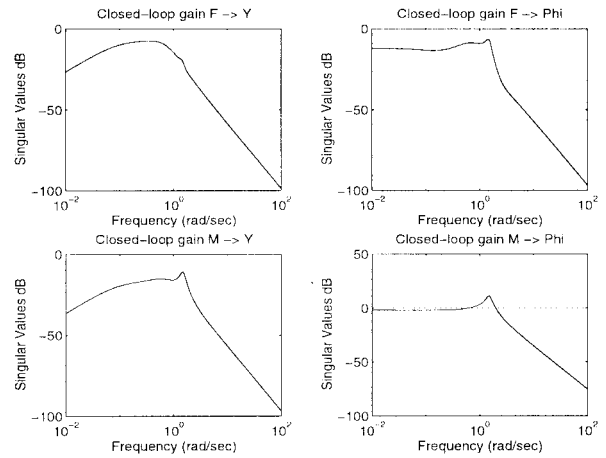 Closed-loop gain F -> Y
0
-50
-100
Singular Values dB
10^-2
10^0
10^2
Frequency (rad/sec)
Closed-loop gain F -> Phi
0
-50
-100
Singular Values dB
10^-2
10^0
10^2
Frequency (rad/sec)
Closed-loop gain M -> Y
0
-50
-100
Singular Values dB
10^-2
10^0
10^2
Frequency (rad/sec)
Closed-loop gain M -> Phi
50
0
-50
-100
Singular Values dB
10^-2
10^0
10^2
Frequency (rad/sec)